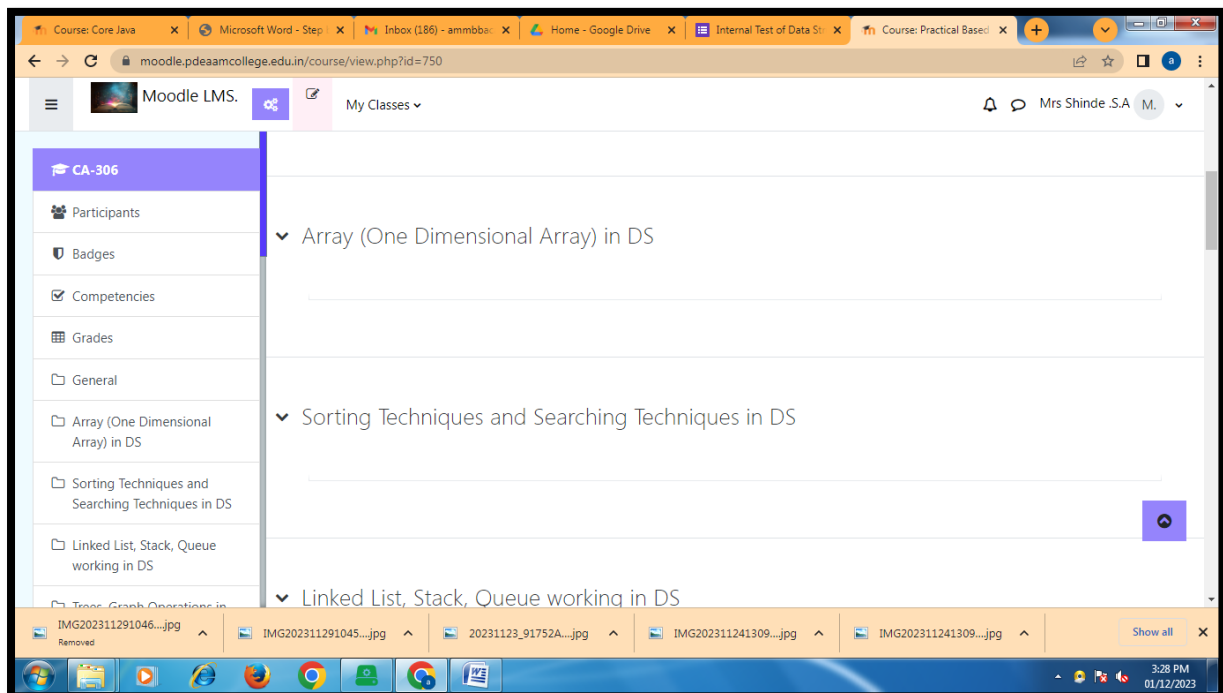 Course: Core Java
Microsoft Word - Step
Inbox (186) - ammbbac
Home - Google Drive
Internal Test of Data St
Course: Practical Based
moodle.pdeaamcollege.edu.in/course/view.php?id=750
a
Moodle LMS.
My Classes
Mrs Shinde .S.A
M.
CA-306
Participants
Badges
Competencies
Grades
General
Array (One Dimensional
Array) in DS
Sorting Techniques and
Searching Techniques in DS
Linked List, Stack, Queue
working in DS
Trees, Graph Operations in
Array (One Dimensional Array) in DS
Sorting Techniques and Searching Techniques in DS
Linked List, Stack, Queue working in DS
IMG202311291046....jpg
Removed
IMG202311291045....jpg
20231123_91752A....jpg
IMG202311241309....jpg
IMG202311241309....jpg
Show all
3:28 PM
01/12/2023